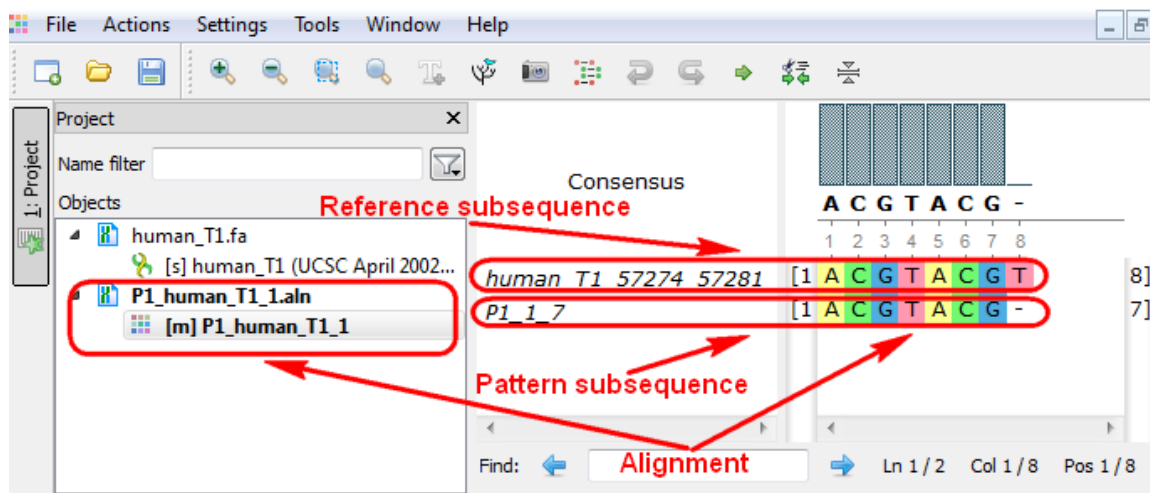 File Actions Settings Tools Window Help
1: Project
Project x
Name filter
Objects
human_T1.fa
[s] human_T1 (UCSC April 2002...
P1_human_T1_1.aln
[m] P1_human_T1_1
Consensus
Reference subsequence
A C G T A C G -
1 2 3 4 5 6 7 8
human_T1_57274_57281 [1 A C G T A C G T 8]
P1_1_7 [1 A C G T A C G - 7]
Pattern subsequence
Alignment
Find: Ln 1 / 2 Col 1 / 8 Pos 1 / 8